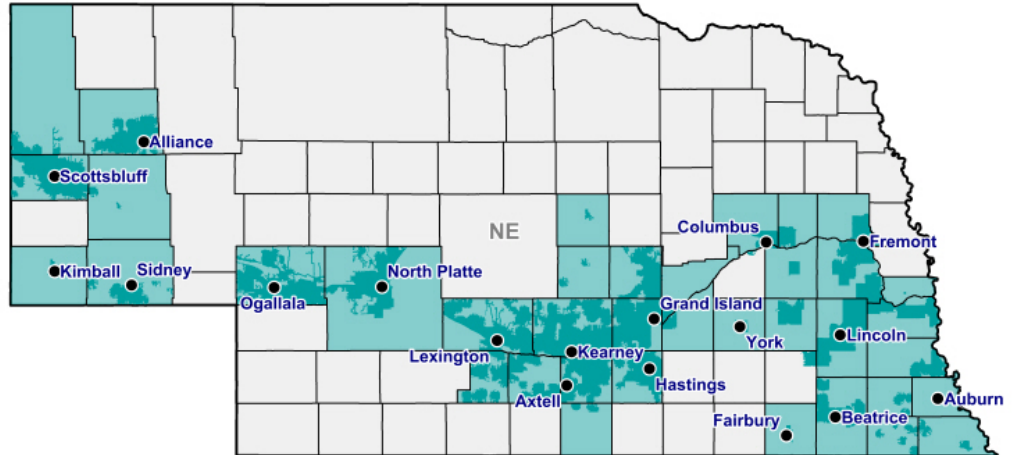 Alliance
Scottsbluff
Columbus
NE
Fremont
Kimball
Sidney
North Platte
Ogallala
Grand Island
York
Lincoln
Lexington
Kearney
Hastings
Axtell
Auburn
Fairbury
Beatrice